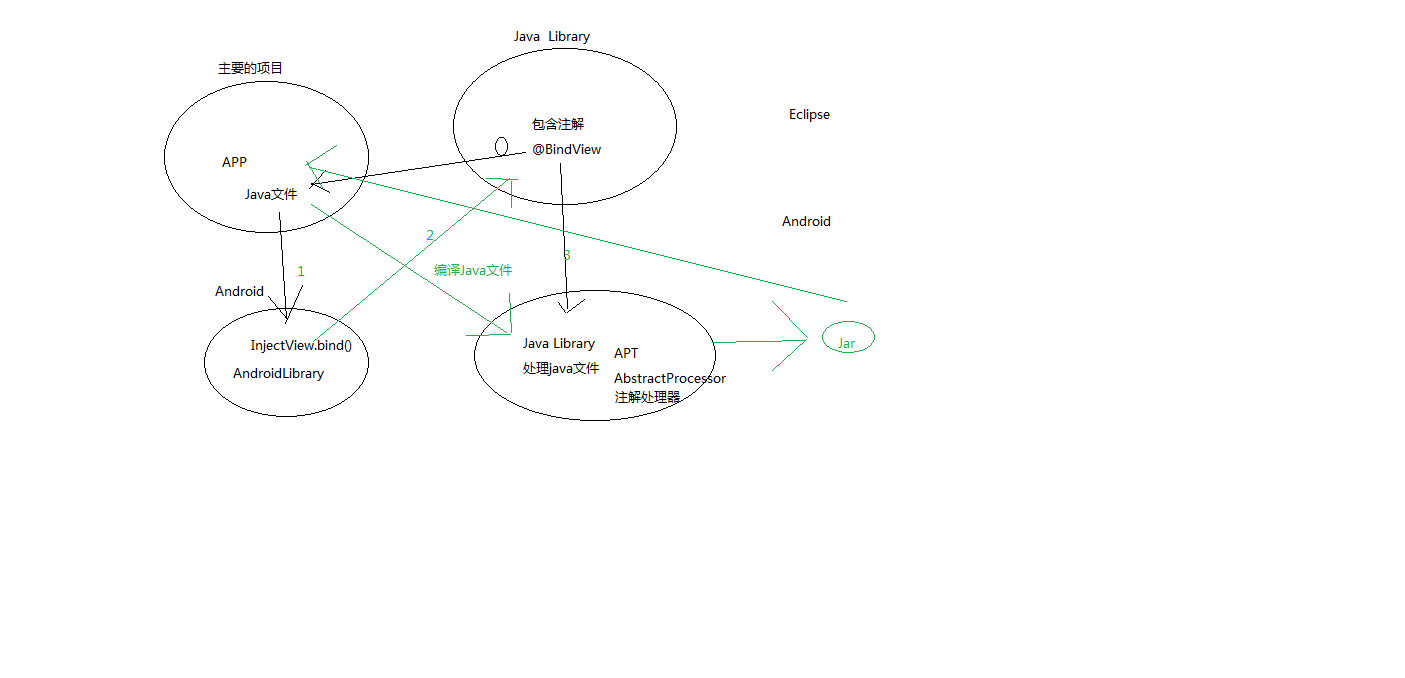 Java  Library
主要的项目
Eclipse
包含注解
@BindView
APP
Java文件
Android
2
3
编译Java文件
1
Android
InjectView.bind()
AndroidLibrary
Java Library
处理java文件
APT
AbstractProcessor
注解处理器
Jar